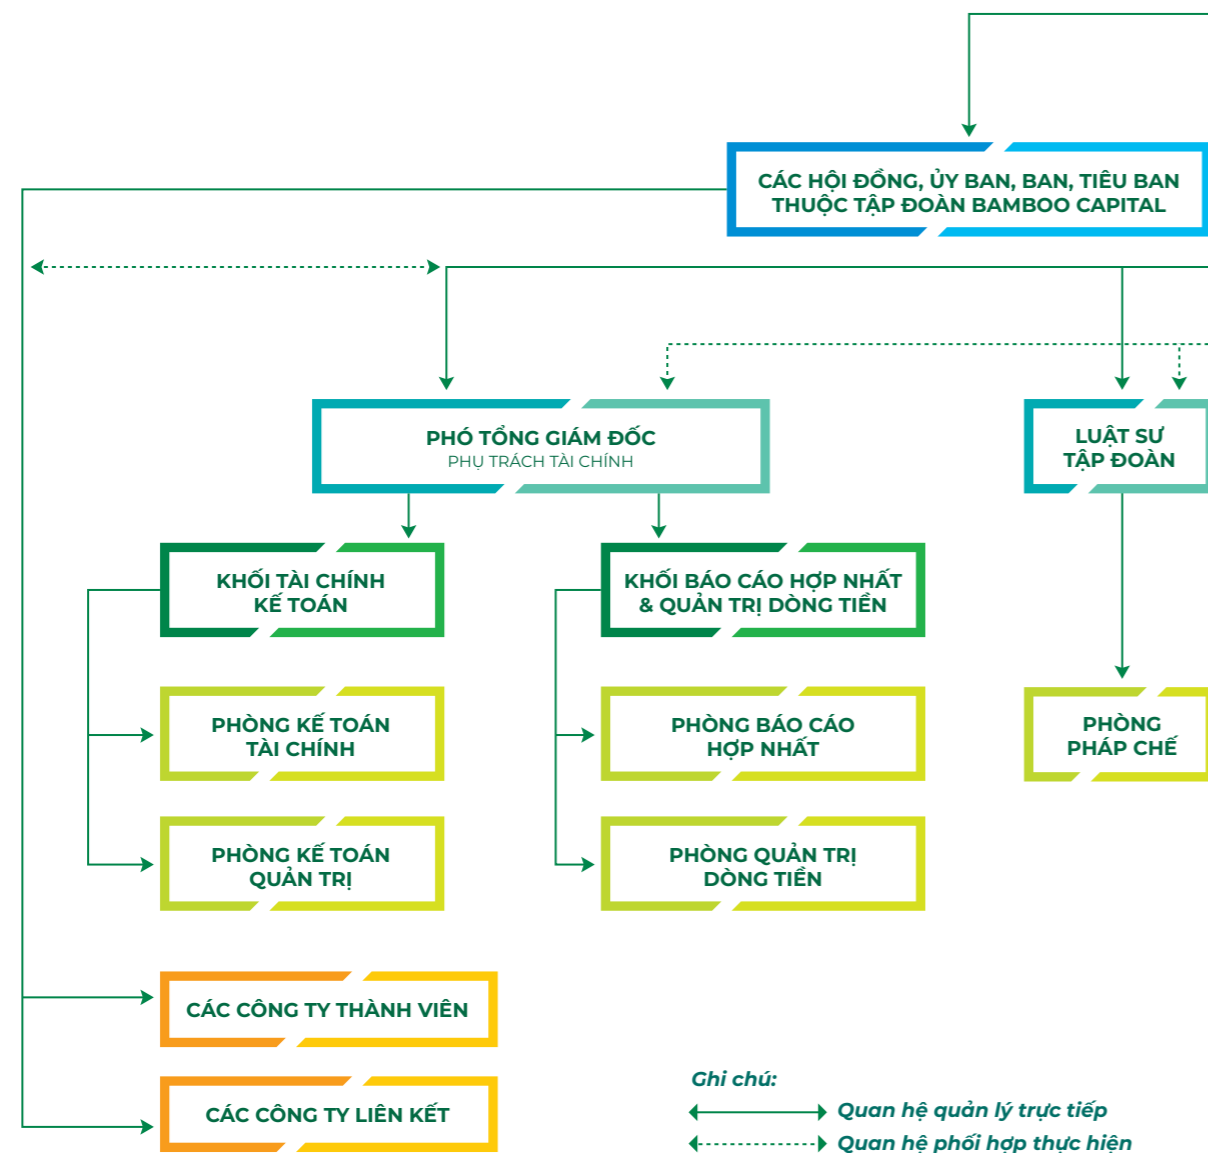 CÁC HỘI ĐỒNG, ỦY BAN, BAN, TIÊU BAN
THUỘC TẬP ĐOÀN BAMBOO CAPITAL
PHÓ TỔNG GIÁM ĐỐC
PHỤ TRÁCH TÀI CHÍNH
LUẬT SƯ
TẬP ĐOÀN
KHỐI TÀI CHÍNH
KẾ TOÁN
KHỐI BÁO CÁO HỢP NHẤT
& QUẢN TRỊ DÒNG TIỀN
PHÒNG KẾ TOÁN
TÀI CHÍNH
PHÒNG BÁO CÁO
HỢP NHẤT
PHÒNG
PHÁP CHẾ
PHÒNG KẾ TOÁN
QUẢN TRỊ
PHÒNG QUẢN TRỊ
DÒNG TIỀN
CÁC CÔNG TY THÀNH VIÊN
CÁC CÔNG TY LIÊN KẾT
Ghi chú:
Quan hệ quản lý trực tiếp
Quan hệ phối hợp thực hiện